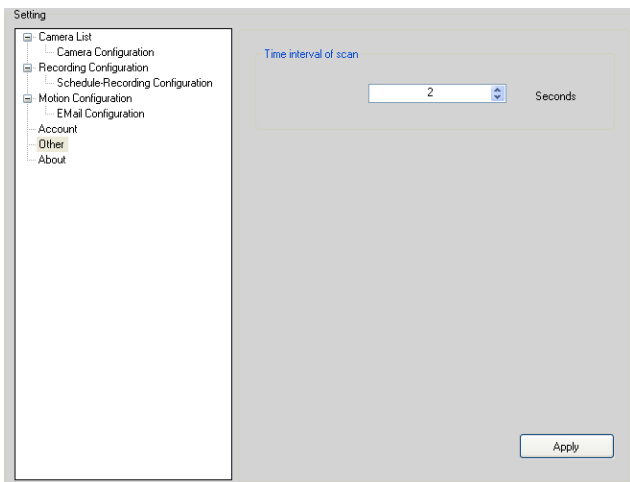 Setting
Camera List
Camera Configuration
Recording Configuration
Schedule-Recording Configuration
Motion Configuration
EMail Configuration
Account
Other
About
Time interval of scan
2 Seconds
Apply